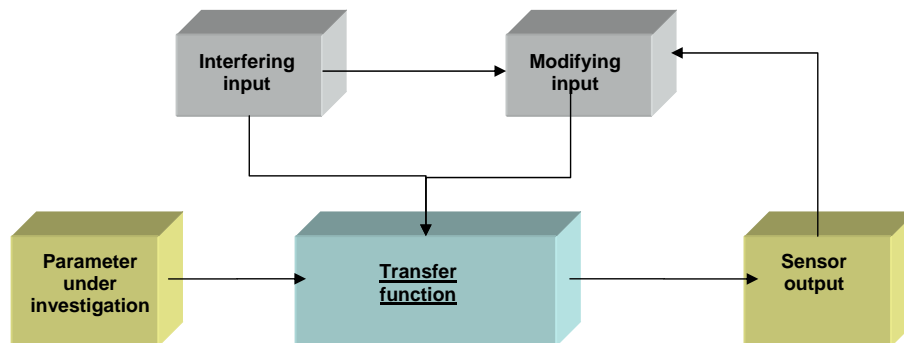 Interfering
input
Modifying
input
Parameter
under
investigation
Transfer
function
Sensor
output